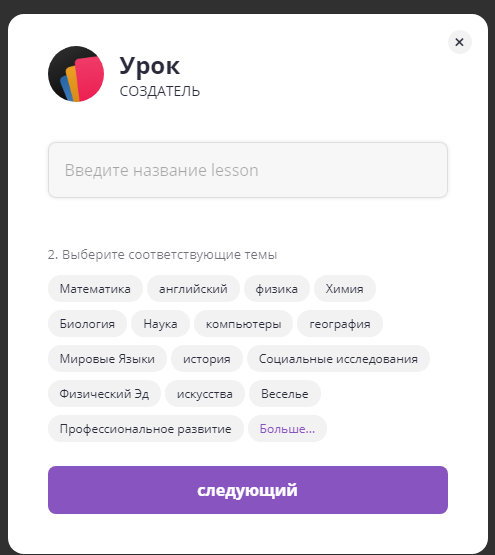 Урок
СОЗДАТЕЛЬ
Введите название lesson
2. Выберите соответствующие темы
Математика английский физика Химия
Биология Наука компьютеры география
Мировые Языки история Социальные исследования
Физический Эд искусства Веселье
Профессиональное развитие Больше...
следующий